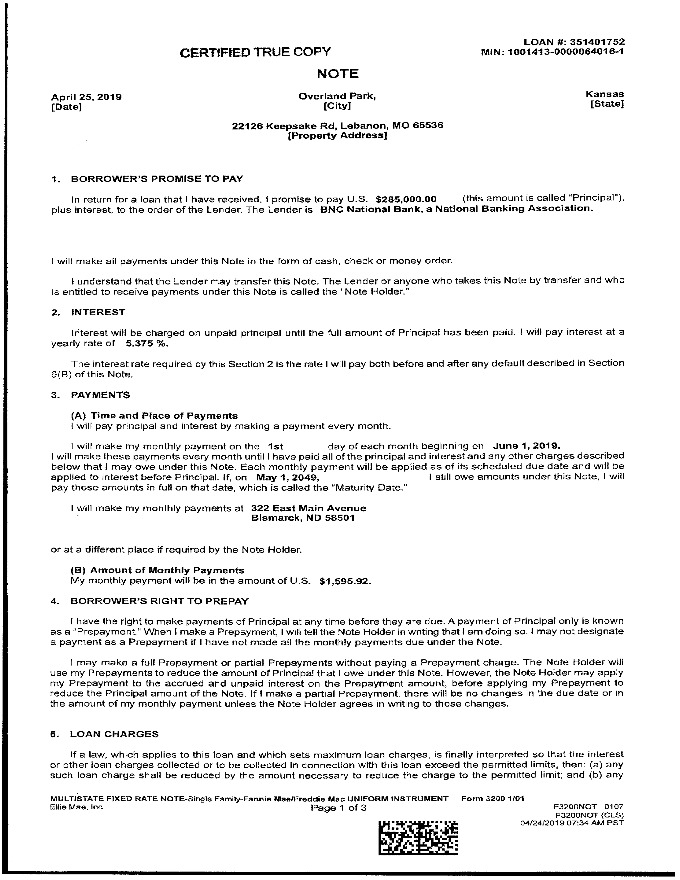 LOAN #: 351401752
CERTIFIED TRUE COPY
MIN: 1001413-0000064016-1
NOTE
April 25, 2019
Overland Park,
Kansas
[Date]
[City]
[State]
22126 Keepsake Rd, Lebanon, MO 65536
[Property Address]
1. BORROWER'S PROMISE TO PAY
In return for a loan that I have received, I promise to pay U.S. $285,000.00 (this amount is called "Principal"),
plus interest, to the order of the Lender. The Lender is BNC National Bank, a National Banking Association.
I will make all payments under this Note in the form of cash, check or money order.
I understand that the Lender may transfer this Note. The Lender or anyone who takes this Note by transfer and who
is entitled to receive payments under this Note is called the "Note Holder."
2. INTEREST
Interest will be charged on unpaid principal until the full amount of Principal has been paid. I will pay interest at a
yearly rate of 5.375 %.
The interest rate required by this Section 2 is the rate I will pay both before and after any default described in Section
6(B) of this Note.
3. PAYMENTS
(A) Time and Place of Payments
I will pay principal and interest by making a payment every month.
I will make my monthly payment on the 1st day of each month beginning on June 1, 2019.
I will make these payments every month until I have paid all of the principal and interest and any other charges described
below that I may owe under this Note. Each monthly payment will be applied as of its scheduled due date and will be
applied to interest before Principal. If, on May 1, 2049, I still owe amounts under this Note, I will
pay those amounts in full on that date, which is called the "Maturity Date."
I will make my monthly payments at 322 East Main Avenue
Bismarck, ND 58501
or at a different place if required by the Note Holder.
(B) Amount of Monthly Payments
My monthly payment will be in the amount of U.S. $1,595.92.
4. BORROWER'S RIGHT TO PREPAY
I have the right to make payments of Principal at any time before they are due. A payment of Principal only is known
as a "Prepayment." When I make a Prepayment, I will tell the Note Holder in writing that I am doing so. I may not designate
a payment as a Prepayment if I have not made all the monthly payments due under the Note.
I may make a full Prepayment or partial Prepayments without paying a Prepayment charge. The Note Holder will
use my Prepayments to reduce the amount of Principal that I owe under this Note. However, the Note Holder may apply
my Prepayment to the accrued and unpaid interest on the Prepayment amount, before applying my Prepayment to
reduce the Principal amount of the Note. If I make a partial Prepayment, there will be no changes in the due date or in
the amount of my monthly payment unless the Note Holder agrees in writing to those changes.
5. LOAN CHARGES
If a law, which applies to this loan and which sets maximum loan charges, is finally interpreted so that the interest
or other loan charges collected or to be collected in connection with this loan exceed the permitted limits, then: (a) any
such loan charge shall be reduced by the amount necessary to reduce the charge to the permitted limit; and (b) any
MULTISTATE FIXED RATE NOTE-Single Family-Fannie Mae/Freddie Mac UNIFORM INSTRUMENT Form 3200 1/01
Ellie Mae, Inc.
Page 1 of 3
F3200NOT 0107
F3200NOT (CLS)
04/24/2019 07:34 AM PST